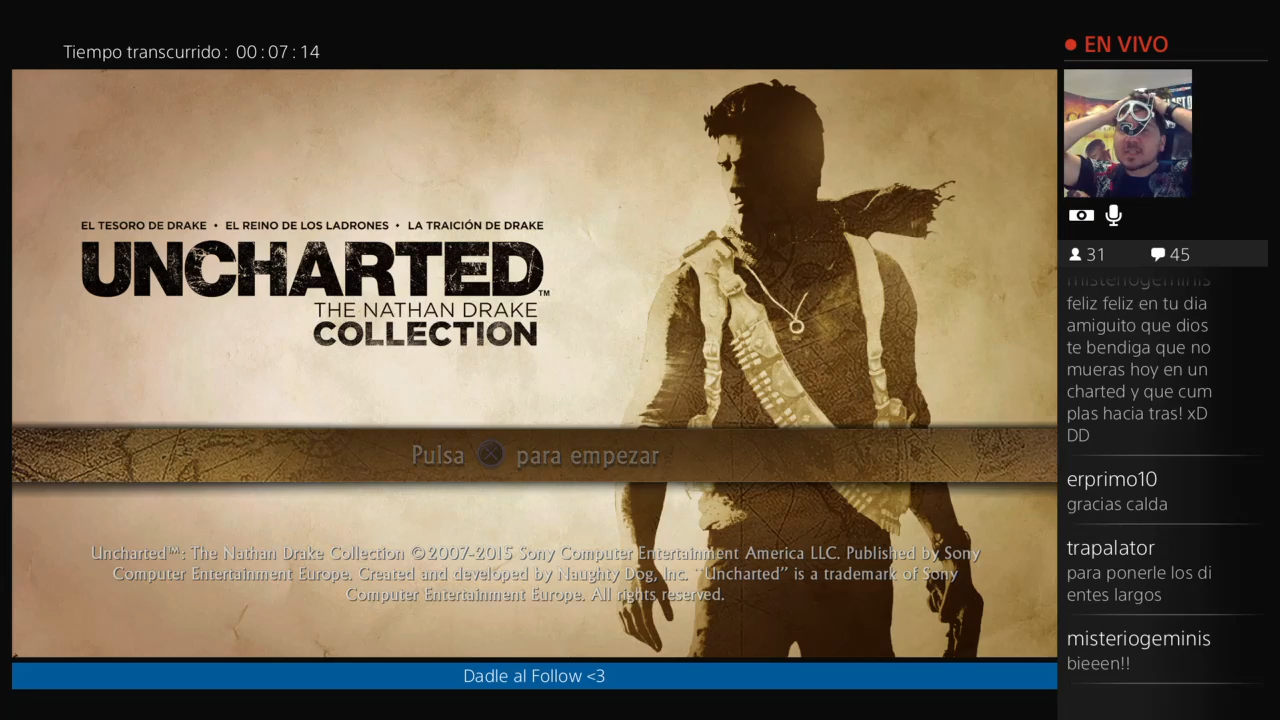 Tiempo transcurrido: 00:07:14
EL TESORO DE DRAKE • EL REINO DE LOS LADRONES • LA TRAICIÓN DE DRAKE
UNCHARTED™
THE NATHAN DRAKE
COLLECTION
Pulsa para empezar
Uncharted™: The Nathan Drake Collection ©2007-2015 Sony Computer Entertainment America LLC. Published by Sony
Computer Entertainment Europe. Created and developed by Naughty Dog, Inc. "Uncharted" is a trademark of Sony
Computer Entertainment Europe. All rights reserved.
Dadle al Follow <3
EN VIVO
31 45
misteriogeminis
feliz feliz en tu dia
amiguito que dios
te bendiga que no
mueras hoy en un
charted y que cum
plas hacia tras! xD
DD
erprimo10
gracias calda
trapalator
para ponerle los di
entes largos
misteriogeminis
bieeen!!